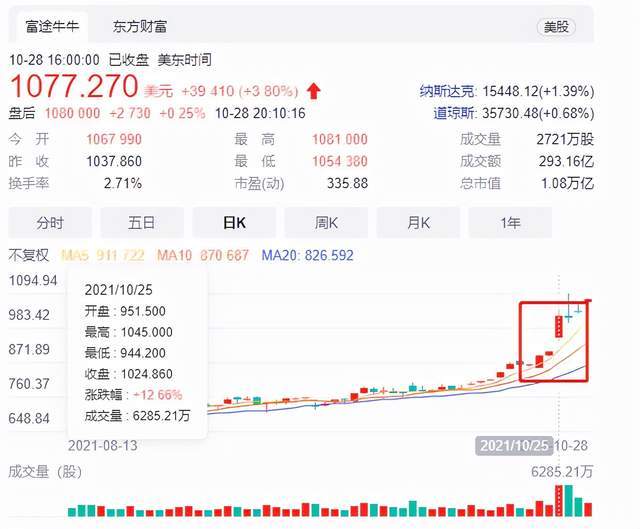 富途牛牛 东方财富 美股
10-28 16:00:00 已收盘 美东时间
1077.270 美元 +39 410 (+3 80%) 纳斯达克: 15448.12(+1.39%)
盘后 1080 000 +2 730 +0 25% 10-28 20:10:16 道琼斯: 35730.48(+0.68%)
今 开 1067 990 最 高 1081 000 成交量 2721万股
昨 收 1037.860 最 低 1054 380 成交额 293.16亿
换手率 2.71% 市盈(动) 335.88 总市值 1.08万亿
分时 五日 日K 周K 月K 1年
不复权 MA5 911 722 MA10 870 687 MA20: 826.592
1094.94
983.42
871.89
760.37
648.84
2021/10/25
开盘 : 951.500
最高 : 1045.000
最低 : 944.200
收盘 : 1024.860
涨跌幅 : +12 66%
成交量 : 6285.21万
2021-08-13 2021/10/25 10-28
成交量（股） 6285.21万